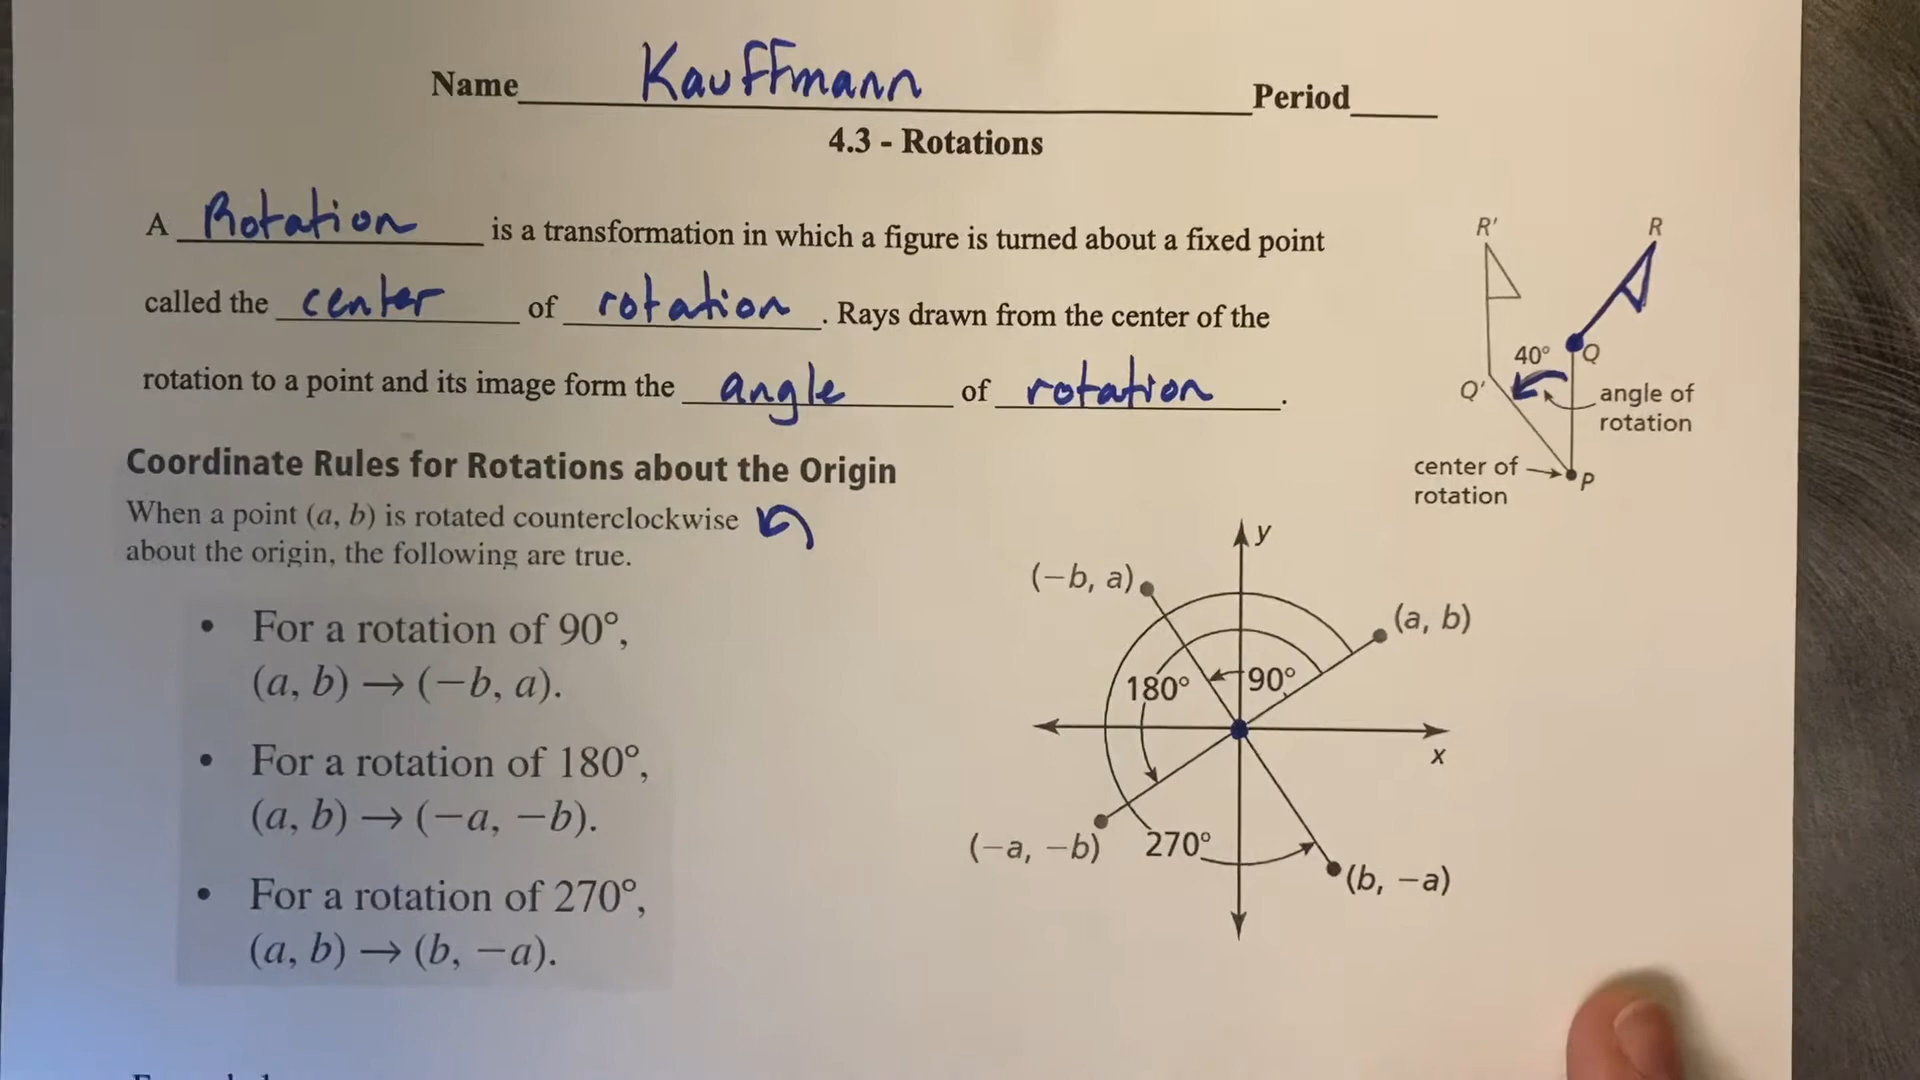 Name Kauffmann Period
4.3 - Rotations
A Rotation is a transformation in which a figure is turned about a fixed point
called the center of rotation. Rays drawn from the center of the
rotation to a point and its image form the angle of rotation.
R' R
40° Q
Q' angle of
rotation
center of
rotation P
Coordinate Rules for Rotations about the Origin
When a point (a, b) is rotated counterclockwise
about the origin, the following are true.
• For a rotation of 90°,
(a, b) → (−b, a).
• For a rotation of 180°,
(a, b) → (−a, −b).
• For a rotation of 270°,
(a, b) → (b, −a).
y
(−b, a)
(a, b)
180° 90°
x
(−a, −b) 270°
(b, −a)